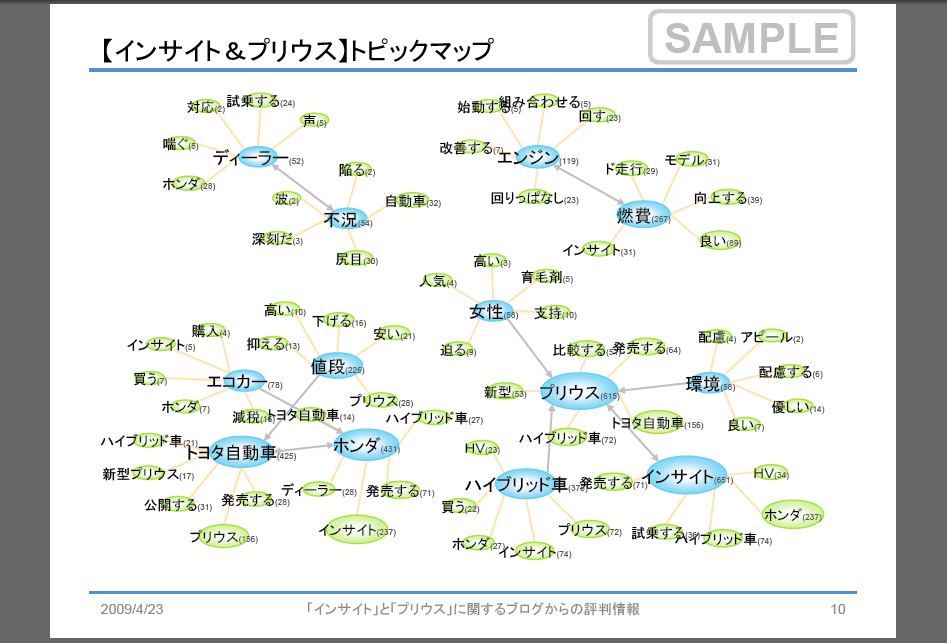 【インサイト&プリウス】トピックマップ
SAMPLE
対応(2)
試乗する(24)
声(5)
喘ぐ(5)
ディーラー(52)
ホンダ(28)
陥る(2)
波(2)
自動車(32)
不況(54)
深刻だ(3)
尻目(30)
始動する(5)
組み合わせる(5)
回す(23)
改善する(7)
エンジン(119)
回りっぱなし(23)
ド走行(29)
モデル(31)
向上する(39)
燃費(267)
良い(89)
インサイト(31)
高い(3)
人気(4)
育毛剤(5)
女性(58)
支持(10)
迫る(9)
高い(10)
下げる(16)
安い(21)
抑える(13)
値段(226)
プリウス(28)
購入(4)
インサイト(5)
買う(7)
エコカー(78)
ホンダ(7)
減税
トヨタ自動車(14)
ハイブリッド車(27)
ハイブリッド車(21)
トヨタ自動車(425)
ホンダ(431)
新型プリウス(17)
公開する(31)
発売する(28)
プリウス(156)
ディーラー(28)
発売する(71)
インサイト(237)
比較する
発売する(64)
新型(53)
プリウス(615)
トヨタ自動車(156)
ハイブリッド車(72)
配慮(4)
アピール(2)
配慮する(6)
環境(58)
優しい(14)
良い(7)
HV(23)
ハイブリッド車
買う(22)
ホンダ(27)
インサイト(74)
プリウス(72)
発売する(71)
インサイト(651)
HV(34)
ホンダ(237)
試乗する
ハイブリッド車(74)
2009/4/23
「インサイト」と「プリウス」に関するブログからの評判情報
10